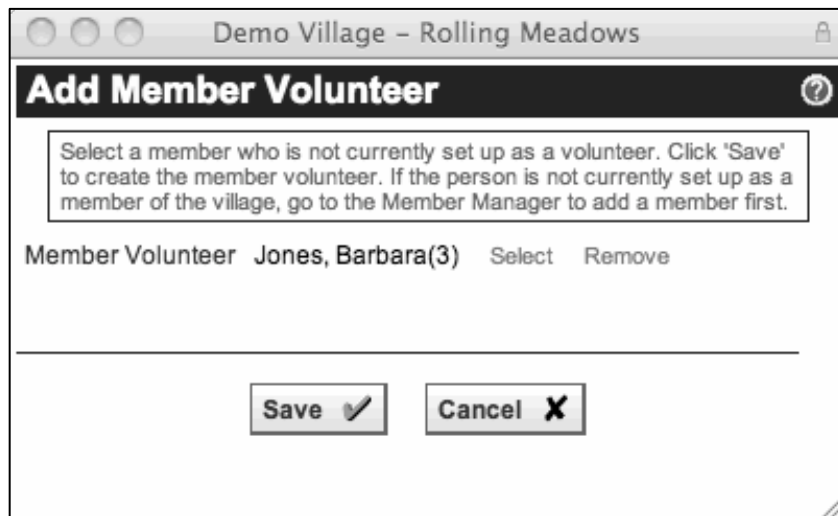 Demo Village – Rolling Meadows
Add Member Volunteer ?
Select a member who is not currently set up as a volunteer. Click 'Save'
to create the member volunteer. If the person is not currently set up as a
member of the village, go to the Member Manager to add a member first.
Member Volunteer Jones, Barbara(3) Select Remove
Save Cancel